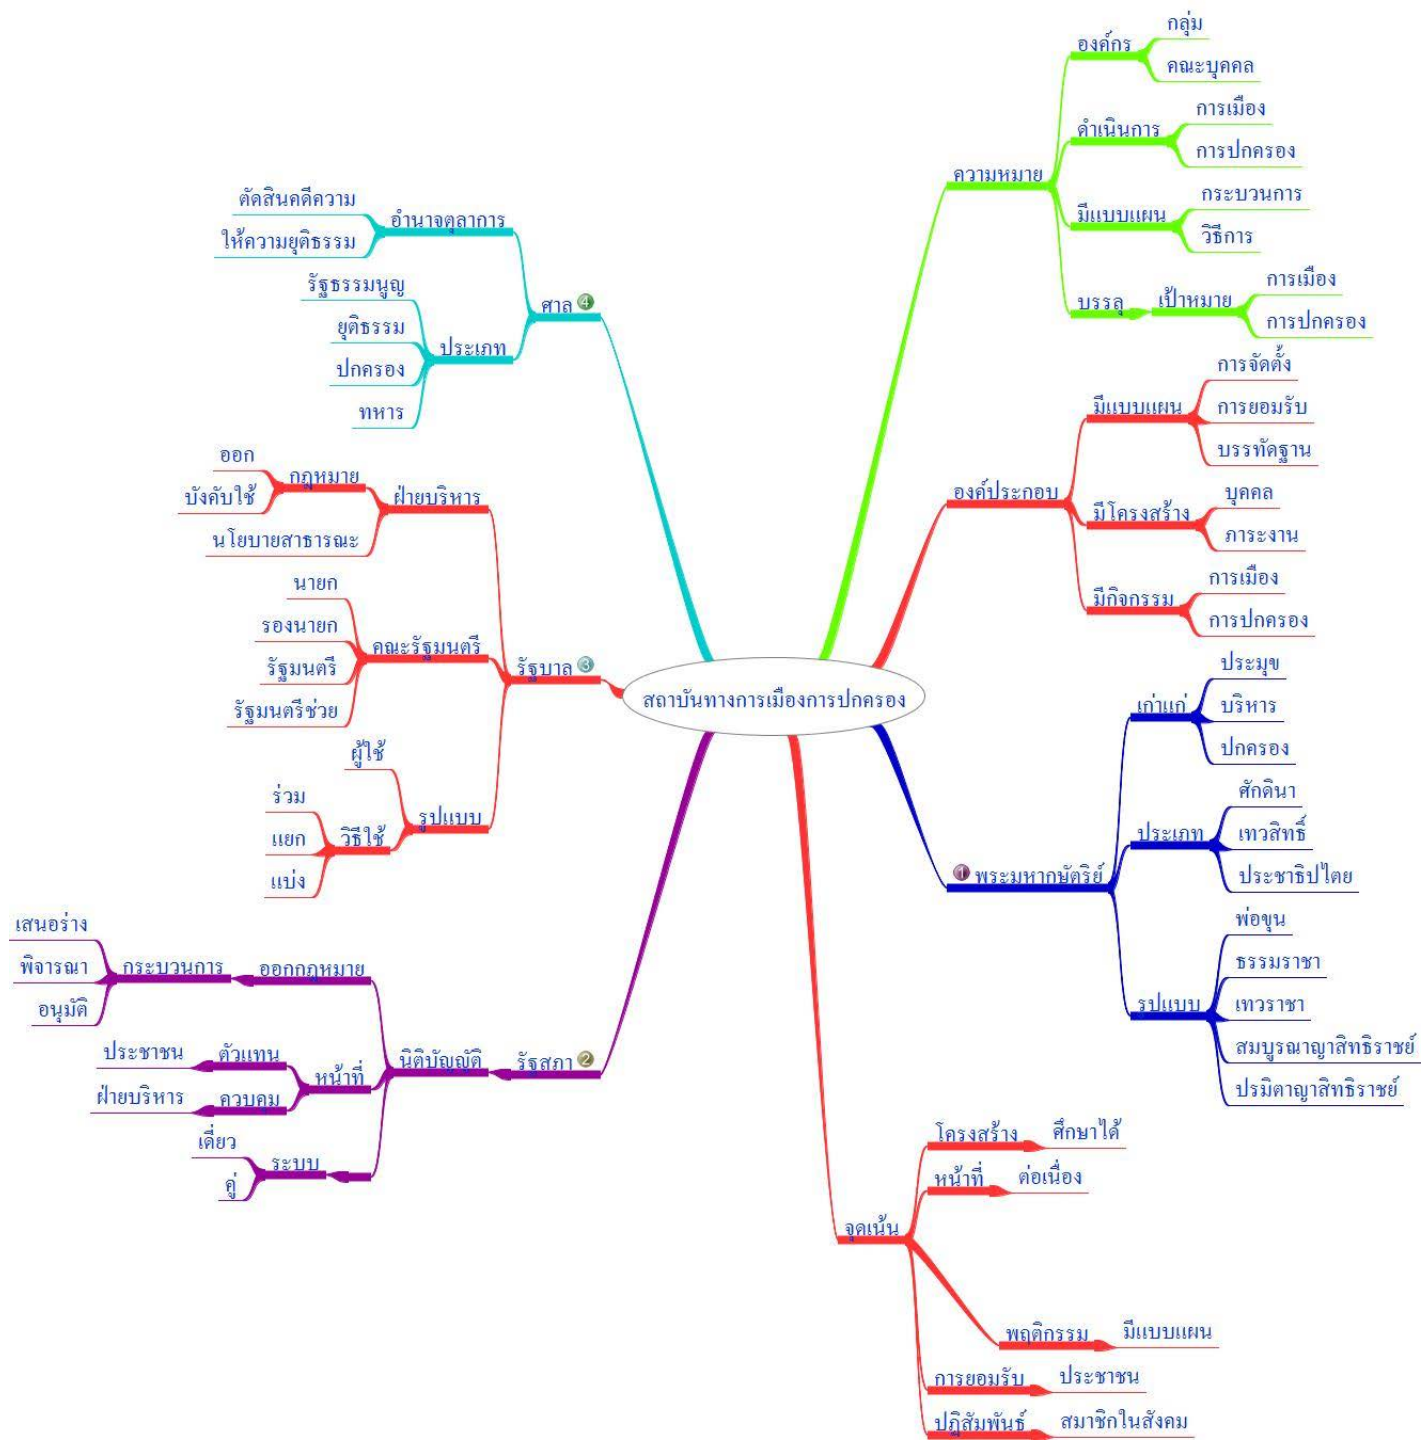 สถาบันทางการเมืองการปกครอง
ความหมาย
องค์กร
กลุ่ม
คณะบุคคล
ดำเนินการ
การเมือง
การปกครอง
มีแบบแผน
กระบวนการ
วิธีการ
บรรลุ
เป้าหมาย
การเมือง
การปกครอง
องค์ประกอบ
มีแบบแผน
การจัดตั้ง
การยอมรับ
บรรทัดฐาน
มีโครงสร้าง
บุคคล
ภาระงาน
มีกิจกรรม
การเมือง
การปกครอง
1 พระมหากษัตริย์
เก่าแก่
ประมุข
บริหาร
ปกครอง
ประเภท
ศักดินา
เทวสิทธิ์
ประชาธิปไตย
รูปแบบ
พ่อขุน
ธรรมราชา
เทวราชา
สมบูรณาญาสิทธิราชย์
ปรมิตาญาสิทธิราชย์
จุดเน้น
โครงสร้าง
ศึกษาได้
หน้าที่
ต่อเนื่อง
พฤติกรรม
มีแบบแผน
การยอมรับ
ประชาชน
ปฏิสัมพันธ์
สมาชิกในสังคม
รัฐสภา 2
นิติบัญญัติ
ออกกฎหมาย
กระบวนการ
เสนอร่าง
พิจารณา
อนุมัติ
หน้าที่
ตัวแทน
ประชาชน
ควบคุม
ฝ่ายบริหาร
ระบบ
เดี่ยว
คู่
รัฐบาล 3
ฝ่ายบริหาร
กฎหมาย
ออก
บังคับใช้
นโยบายสาธารณะ
คณะรัฐมนตรี
นายก
รองนายก
รัฐมนตรี
รัฐมนตรีช่วย
รูปแบบ
ผู้ใช้
วิธีใช้
ร่วม
แยก
แบ่ง
ศาล 4
อำนาจตุลาการ
ตัดสินคดีความ
ให้ความยุติธรรม
ประเภท
รัฐธรรมนูญ
ยุติธรรม
ปกครอง
ทหาร